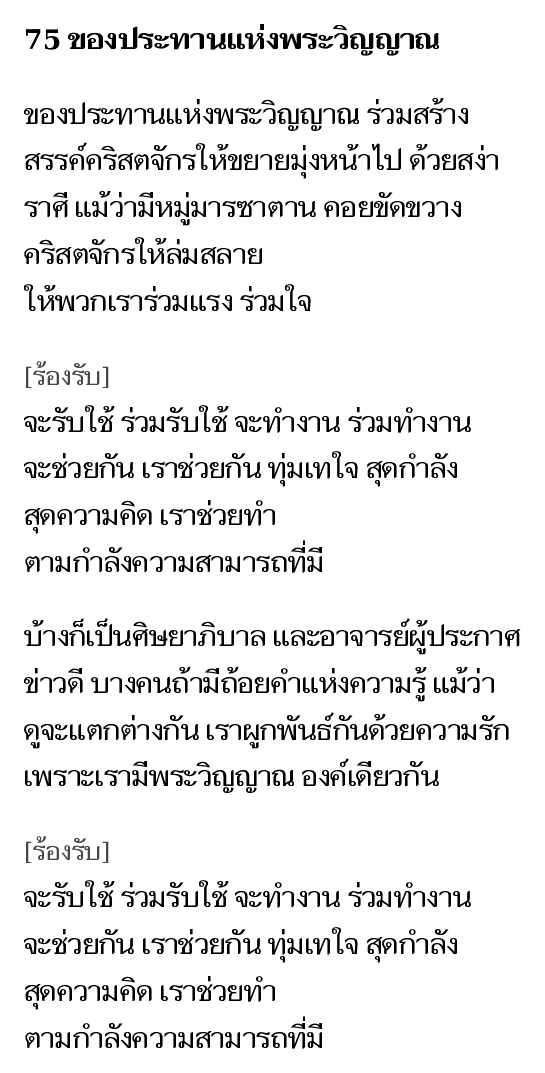 75 ของประทานแห่งพระวิญญาณ
ของประทานแห่งพระวิญญาณ ร่วมสร้าง
สรรค์คริสตจักรให้ขยายมุ่งหน้าไป ด้วยสง่า
ราศี แม้ว่ามีหมู่มารซาตาน คอยขัดขวาง
คริสตจักรให้ล่มสลาย
ให้พวกเราร่วมแรง ร่วมใจ
[ร้องรับ]
จะรับใช้ ร่วมรับใช้ จะทำงาน ร่วมทำงาน
จะช่วยกัน เราช่วยกัน ทุ่มเทใจ สุดกำลัง
สุดความคิด เราช่วยทำ
ตามกำลังความสามารถที่มี
บ้างก็เป็นศิษยาภิบาล และอาจารย์ผู้ประกาศ
ข่าวดี บางคนถ้ามีถ้อยคำแห่งความรู้ แม้ว่า
ดูจะแตกต่างกัน เราผูกพันธ์กันด้วยความรัก
เพราะเรามีพระวิญญาณ องค์เดียวกัน
[ร้องรับ]
จะรับใช้ ร่วมรับใช้ จะทำงาน ร่วมทำงาน
จะช่วยกัน เราช่วยกัน ทุ่มเทใจ สุดกำลัง
สุดความคิด เราช่วยทำ
ตามกำลังความสามารถที่มี